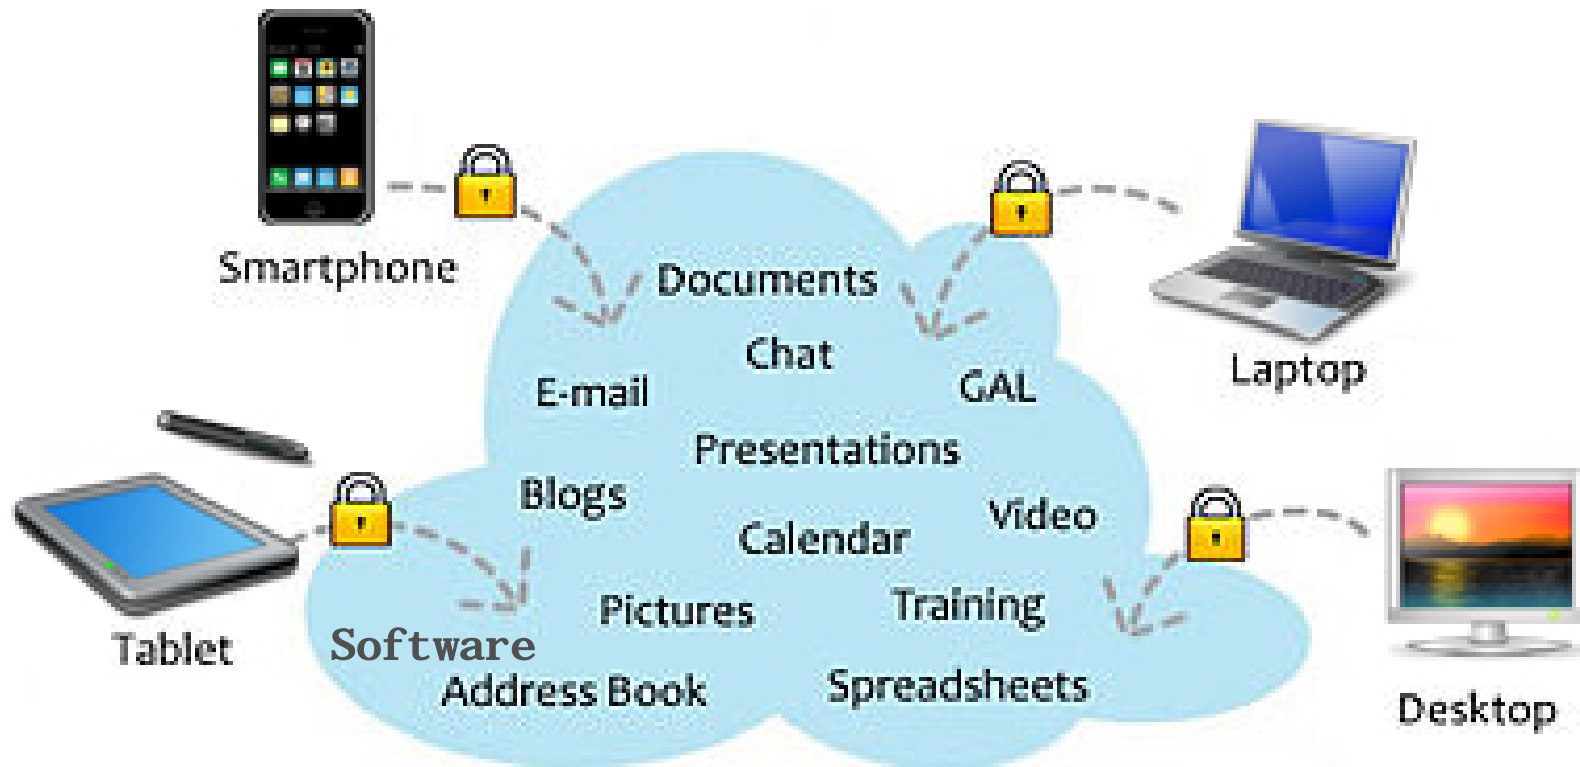 Smartphone
Documents
Chat
Laptop
E-mail
GAL
Presentations
Blogs
Video
Calendar
Pictures
Training
Tablet
Software
Address Book
Spreadsheets
Desktop